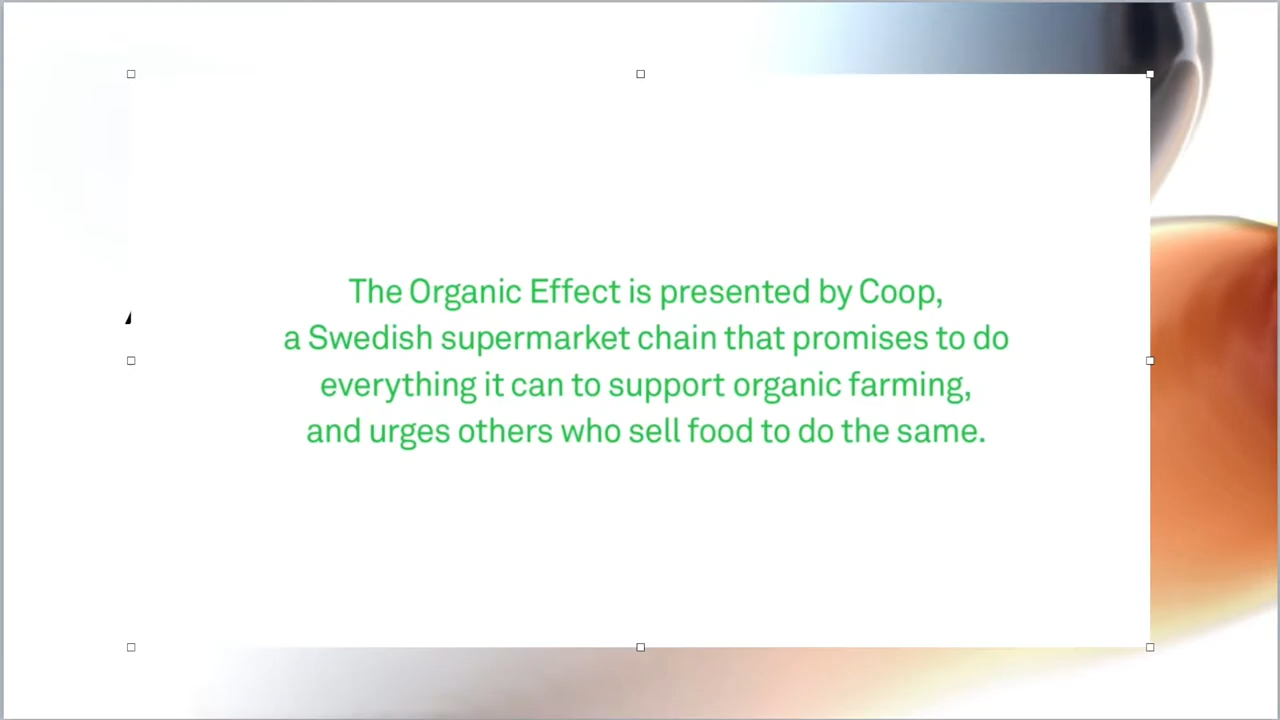 The Organic Effect is presented by Coop,
a Swedish supermarket chain that promises to do
everything it can to support organic farming,
and urges others who sell food to do the same.